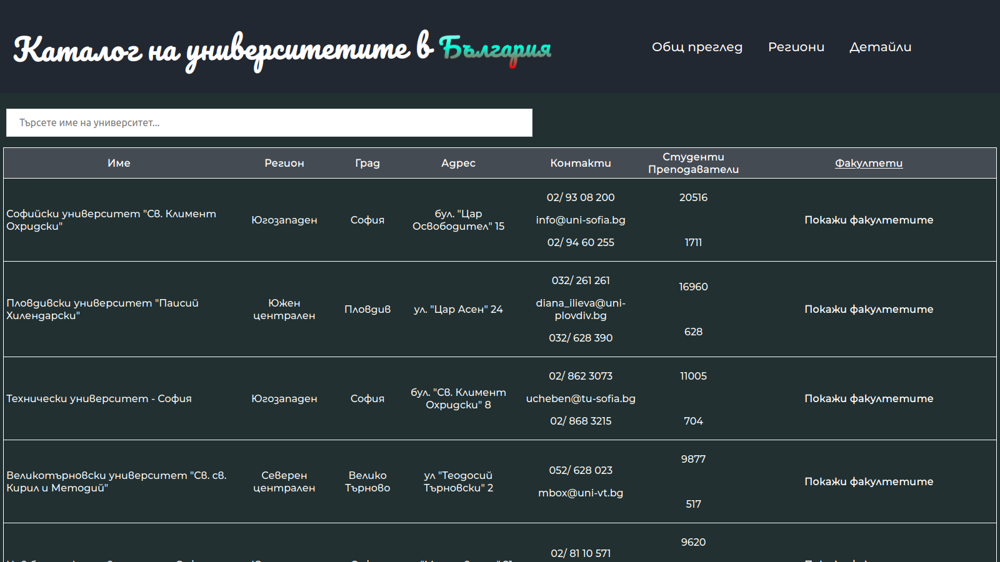 Каталог на университетите в България
Общ преглед Региони Детайли
Търсете име на университет...
Име Регион Град Адрес Контакти Студенти Преподаватели Факултети
Софийски университет "Св. Климент Охридски"
Югозападен
София
бул. "Цар Освободител" 15
02/ 93 08 200
info@uni-sofia.bg
02/ 94 60 255
20516
1711
Покажи факултетите
Пловдивски университет "Паисий Хилендарски"
Южен централен
Пловдив
ул. "Цар Асен" 24
032/ 261 261
diana_ilieva@uni-plovdiv.bg
032/ 628 390
16960
628
Покажи факултетите
Технически университет - София
Югозападен
София
бул. "Св. Климент Охридски" 8
02/ 862 3073
ucheben@tu-sofia.bg
02/ 868 3215
11005
704
Покажи факултетите
Великотърновски университет "Св. св. Кирил и Методий"
Северен централен
Велико Търново
ул "Теодосий Търновски" 2
052/ 628 023
mbox@uni-vt.bg
9877
517
Покажи факултетите
02/ 81 10 571
9620